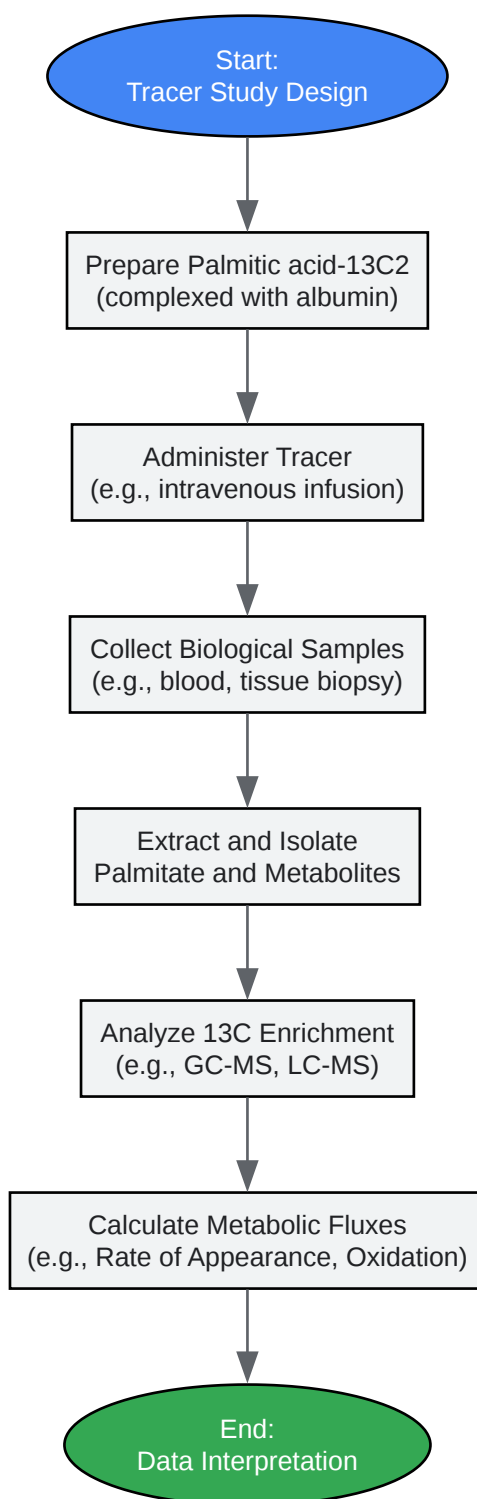 Start:
Tracer Study Design
Prepare Palmitic acid-13C2
(complexed with albumin)
Administer Tracer
(e.g., intravenous infusion)
Collect Biological Samples
(e.g., blood, tissue biopsy)
Extract and Isolate
Palmitate and Metabolites
Analyze 13C Enrichment
(e.g., GC-MS, LC-MS)
Calculate Metabolic Fluxes
(e.g., Rate of Appearance, Oxidation)
End:
Data Interpretation